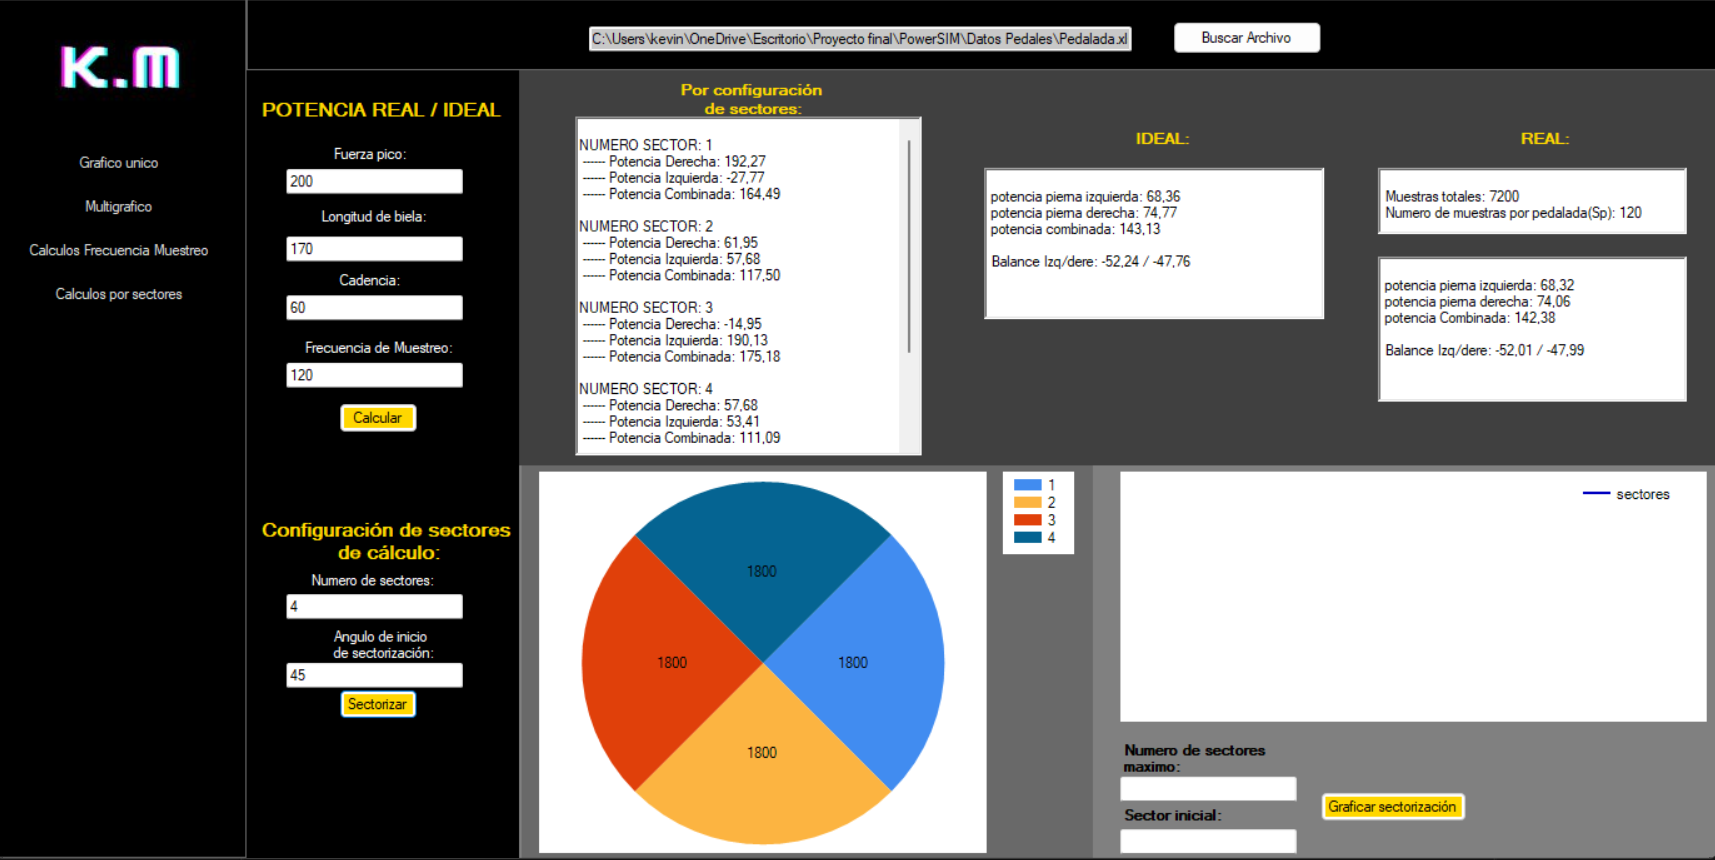 K.M
Grafico unico
Multigrafico
Calculos Frecuencia Muestreo
Calculos por sectores
C:\Users\kevin\OneDrive\Escritorio\Proyecto final\PowerSIM\Datos Pedales\Pedalada.xl
Buscar Archivo
POTENCIA REAL / IDEAL
Fuerza pico:
200
Longitud de biela:
170
Cadencia:
60
Frecuencia de Muestreo:
120
Calcular
Configuración de sectores
de cálculo:
Numero de sectores:
4
Angulo de inicio
de sectorización:
45
Sectorizar
Por configuración
de sectores:
NUMERO SECTOR: 1
------ Potencia Derecha: 192,27
------ Potencia Izquierda: -27,77
------ Potencia Combinada: 164,49
NUMERO SECTOR: 2
------ Potencia Derecha: 61,95
------ Potencia Izquierda: 57,68
------ Potencia Combinada: 117,50
NUMERO SECTOR: 3
------ Potencia Derecha: -14,95
------ Potencia Izquierda: 190,13
------ Potencia Combinada: 175,18
NUMERO SECTOR: 4
------ Potencia Derecha: 57,68
------ Potencia Izquierda: 53,41
------ Potencia Combinada: 111,09
IDEAL:
potencia pierna izquierda: 68,36
potencia pierna derecha: 74,77
potencia combinada: 143,13
Balance Izq/dere: -52,24 / -47,76
REAL:
Muestras totales: 7200
Numero de muestras por pedalada(Sp): 120
potencia pierna izquierda: 68,32
potencia pierna derecha: 74,06
potencia Combinada: 142,38
Balance Izq/dere: -52,01 / -47,99
1800
1800
1800
1800
1
2
3
4
sectores
Numero de sectores
maximo:
Sector inicial:
Graficar sectorización